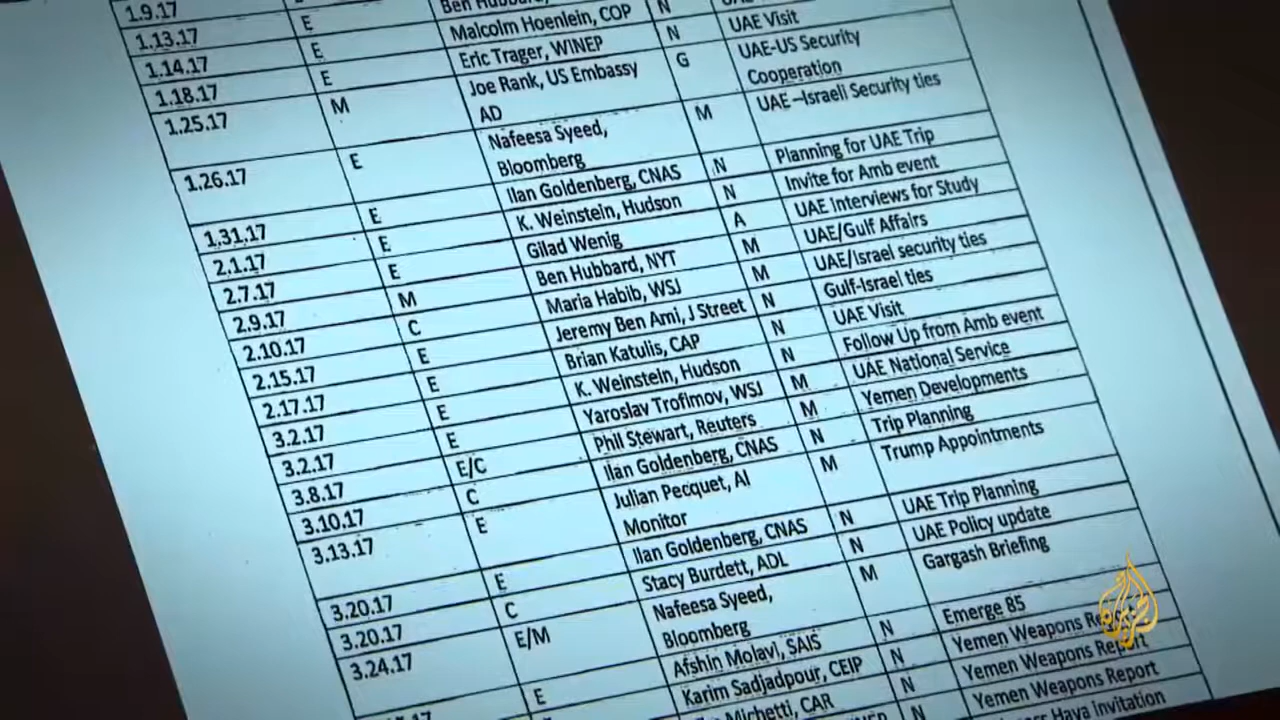 1.9.17
1.13.17 E Ben
1.14.17 E Malcolm Hoenlein, COP N
1.18.17 E Eric Trager, WINEP N UAE Visit
1.25.17 M Joe Rank, US Embassy G UAE-US Security
AD Cooperation
1.26.17 E Nafeesa Syeed, M UAE –Israeli Security ties
Bloomberg
1.31.17 E Ilan Goldenberg, CNAS N Planning for UAE Trip
2.1.17 E K. Weinstein, Hudson N Invite for Amb event
2.7.17 E Gilad Wenig A UAE Interviews for Study
2.9.17 M Ben Hubbard, NYT M UAE/Gulf Affairs
2.10.17 C Maria Habib, WSJ M UAE/Israel security ties
2.15.17 E Jeremy Ben Ami, J Street N Gulf-Israel ties
2.17.17 E Brian Katulis, CAP N UAE Visit
3.2.17 E K. Weinstein, Hudson N Follow Up from Amb event
3.2.17 E Yaroslav Trofimov, WSJ M UAE National Service
3.8.17 E/C Phil Stewart, Reuters M Yemen Developments
3.10.17 C Ilan Goldenberg, CNAS N Trip Planning
3.13.17 E Julian Pecquet, Al M Trump Appointments
Monitor
3.20.17 E Ilan Goldenberg, CNAS N UAE Trip Planning
3.20.17 C Stacy Burdett, ADL N UAE Policy update
3.24.17 E/M Nafeesa Syeed, M Gargash Briefing
Bloomberg
E Afshin Molavi, SAIS N Emerge 85
Karim Sadjadpour, CEIP N Yemen Weapons
Michetti, CAR N Yemen Weapons Report
Yemen Weapons Report
Haya invitation
الجزيرة